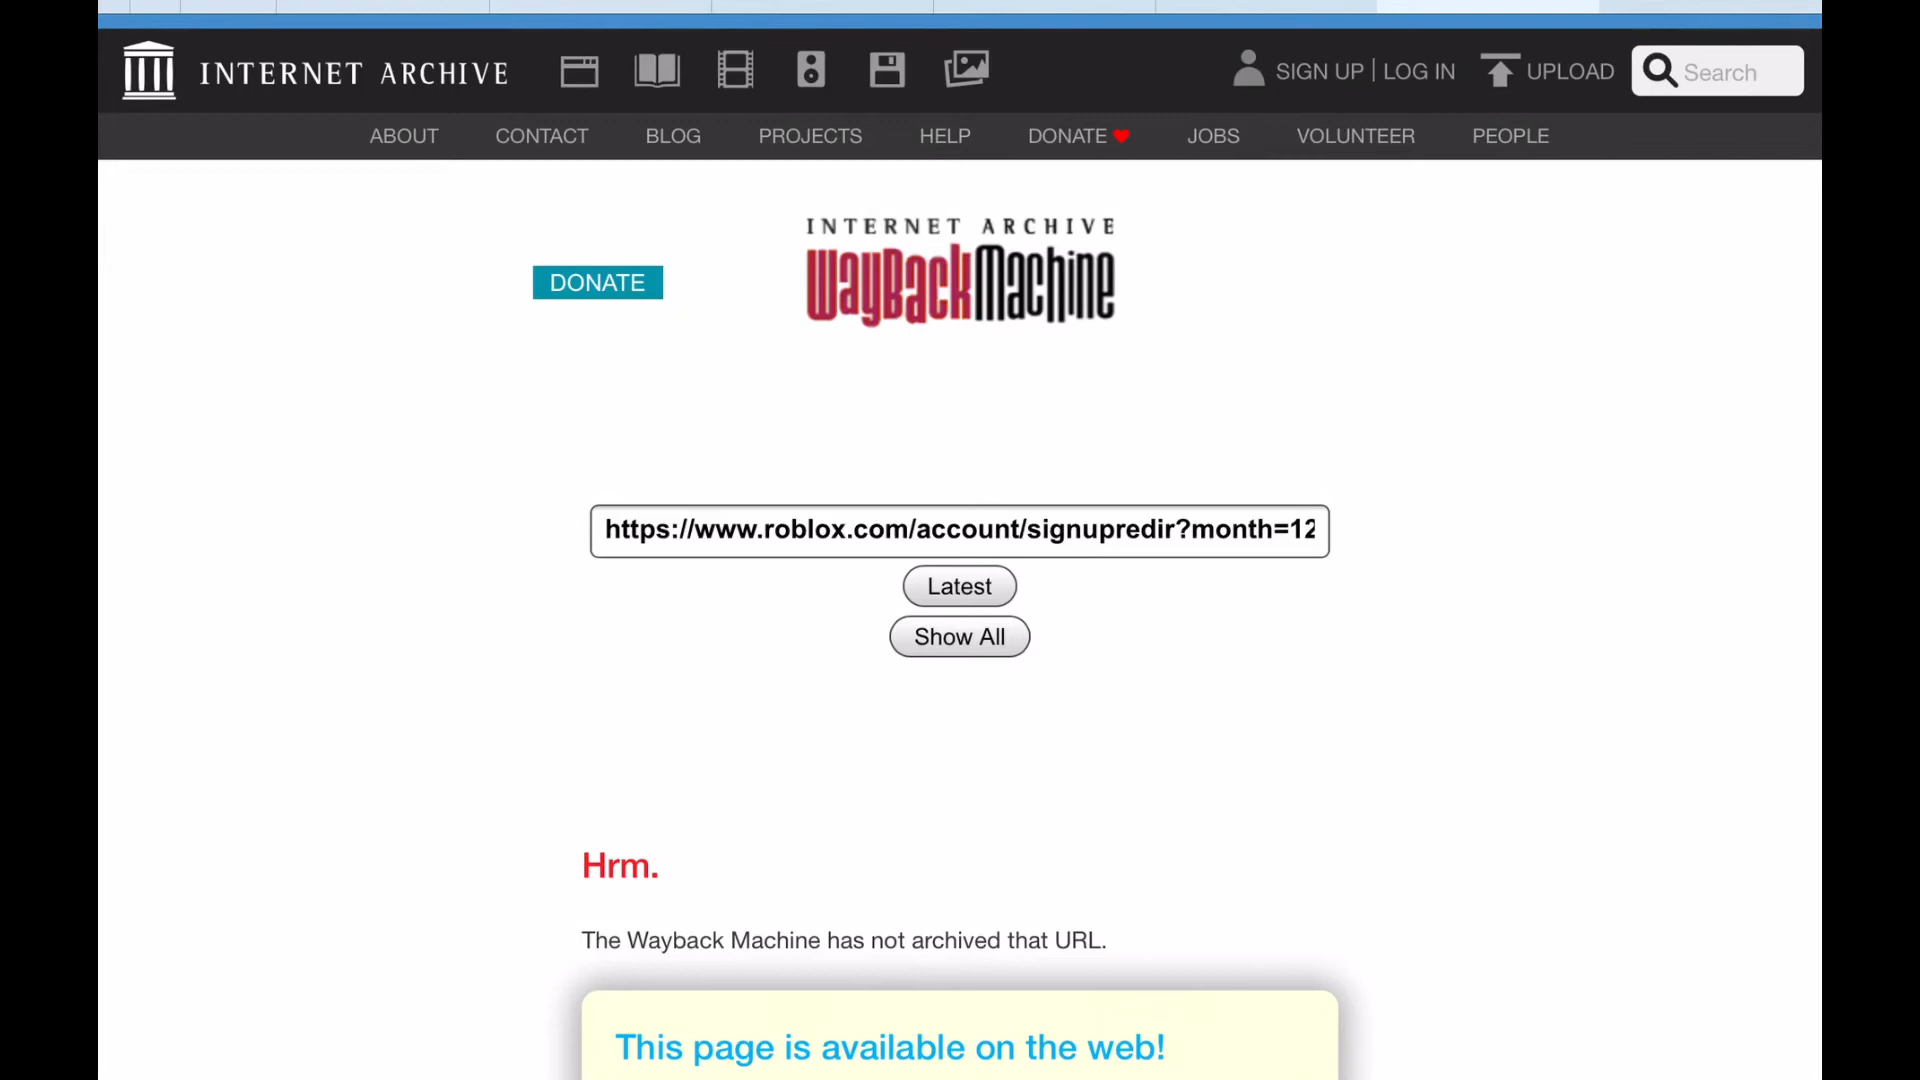 INTERNET ARCHIVE
SIGN UP | LOG IN
UPLOAD
Search
ABOUT
CONTACT
BLOG
PROJECTS
HELP
DONATE
JOBS
VOLUNTEER
PEOPLE
INTERNET ARCHIVE
WayBackMachine
DONATE
https://www.roblox.com/account/signupredir?month=12
Latest
Show All
Hrm.
The Wayback Machine has not archived that URL.
This page is available on the web!